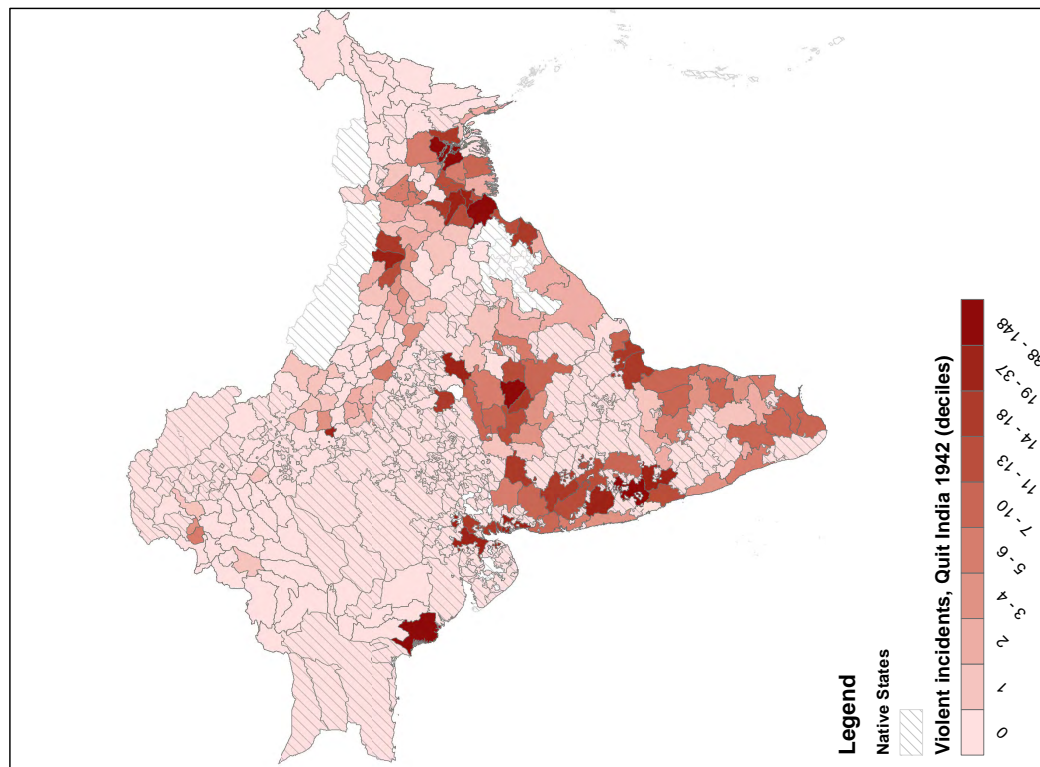 Legend
Native States
Violent incidents, Quit India 1942 (deciles)
0
1
2
3 - 4
5 - 6
7 - 10
11 - 13
14 - 18
19 - 37
38 - 148